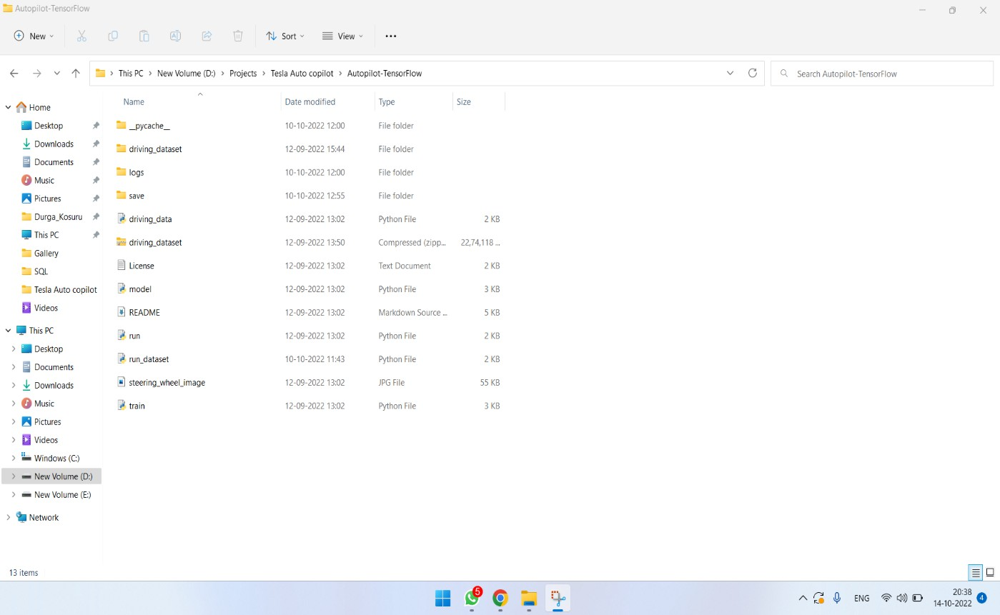 Autopilot-TensorFlow
New Sort View
This PC New Volume (D:) Projects Tesla Auto copilot Autopilot-TensorFlow Search Autopilot-TensorFlow
Home
Desktop
Downloads
Documents
Music
Pictures
Durga_Kosuru
This PC
Gallery
SQL
Tesla Auto copilot
Videos
This PC
Desktop
Documents
Downloads
Music
Pictures
Videos
Windows (C:)
New Volume (D:)
New Volume (E:)
Network
Name Date modified Type Size
__pycache__ 10-10-2022 12:00 File folder
driving_dataset 12-09-2022 15:44 File folder
logs 10-10-2022 12:00 File folder
save 10-10-2022 12:55 File folder
driving_data 12-09-2022 13:02 Python File 2 KB
driving_dataset 12-09-2022 13:50 Compressed (zipp... 22,74,118 ...
License 12-09-2022 13:02 Text Document 2 KB
model 12-09-2022 13:02 Python File 3 KB
README 12-09-2022 13:02 Markdown Source ... 5 KB
run 12-09-2022 13:02 Python File 2 KB
run_dataset 10-10-2022 11:43 Python File 2 KB
steering_wheel_image 12-09-2022 13:02 JPG File 55 KB
train 12-09-2022 13:02 Python File 3 KB
13 items
5
ENG
20:38
14-10-2022
4